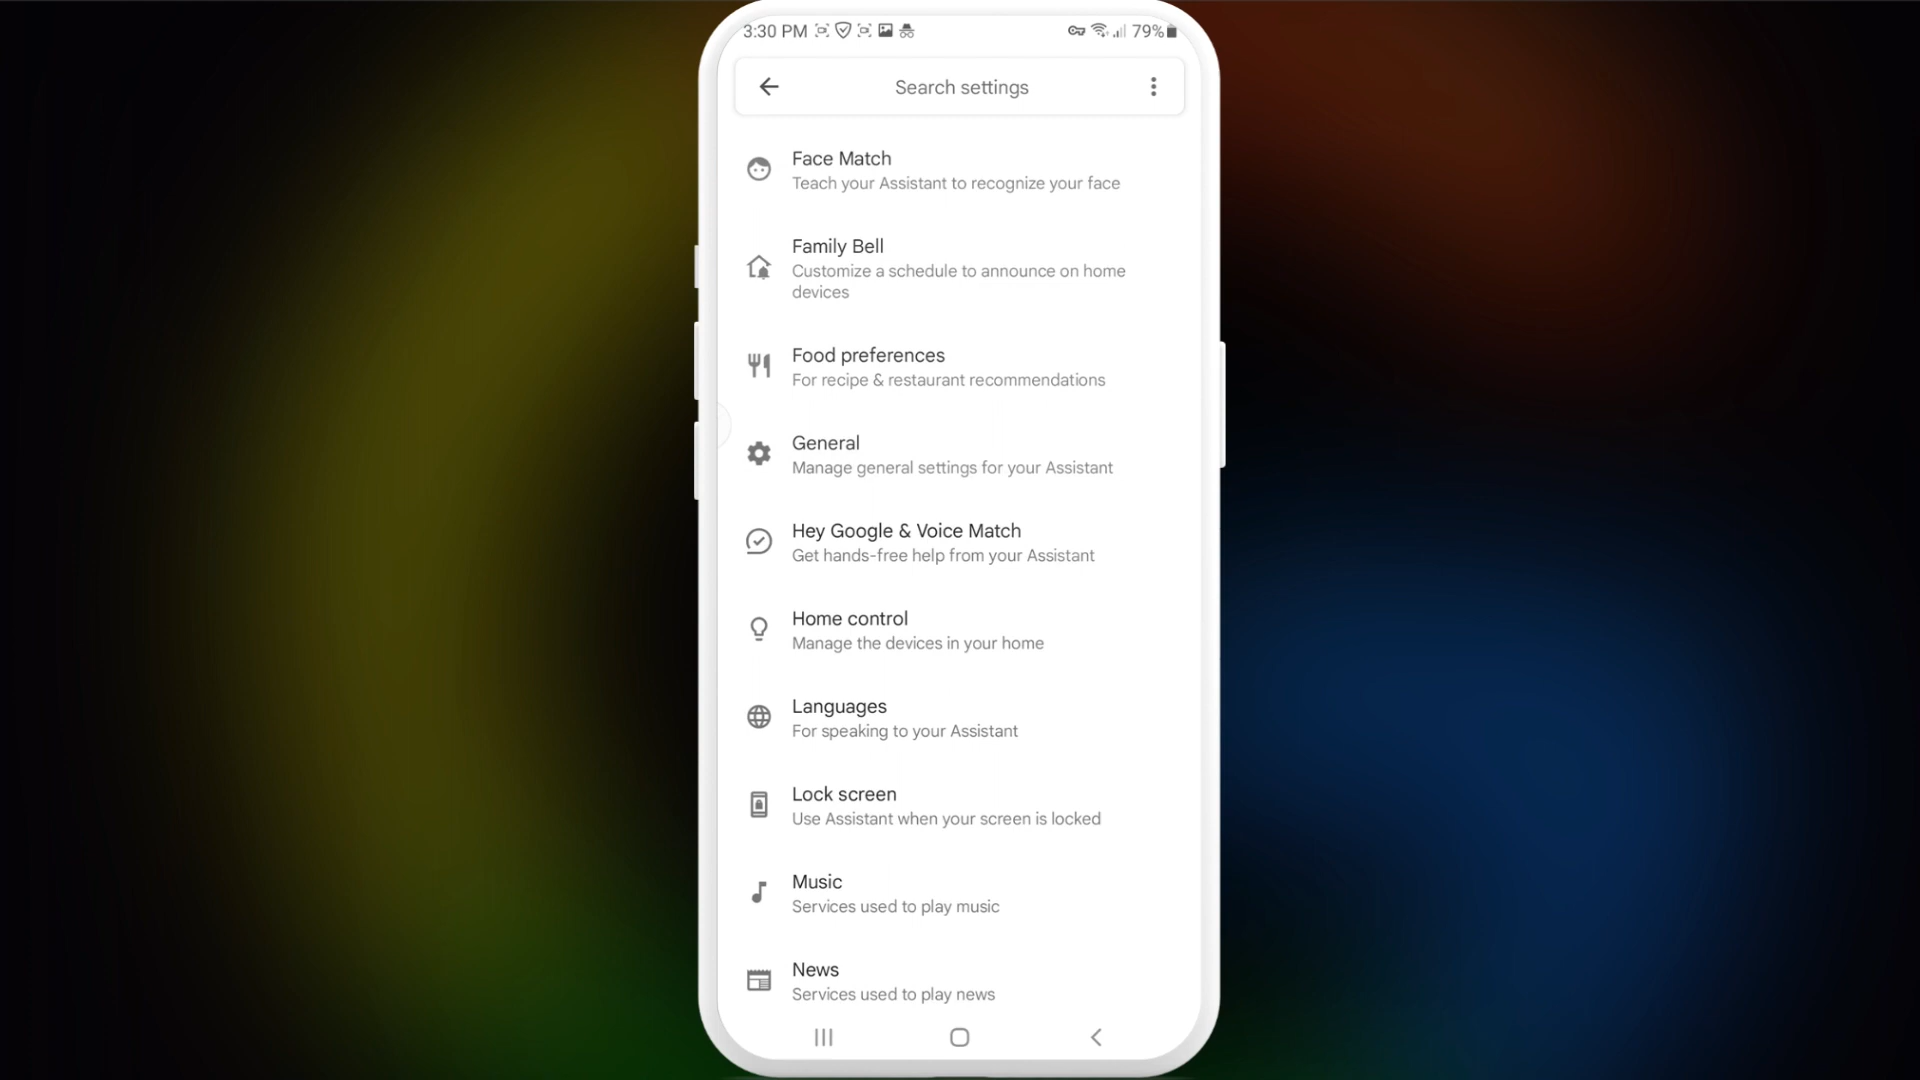 3:30 PM
79%
Search settings
Face Match
Teach your Assistant to recognize your face
Family Bell
Customize a schedule to announce on home
devices
Food preferences
For recipe & restaurant recommendations
General
Manage general settings for your Assistant
Hey Google & Voice Match
Get hands-free help from your Assistant
Home control
Manage the devices in your home
Languages
For speaking to your Assistant
Lock screen
Use Assistant when your screen is locked
Music
Services used to play music
News
Services used to play news